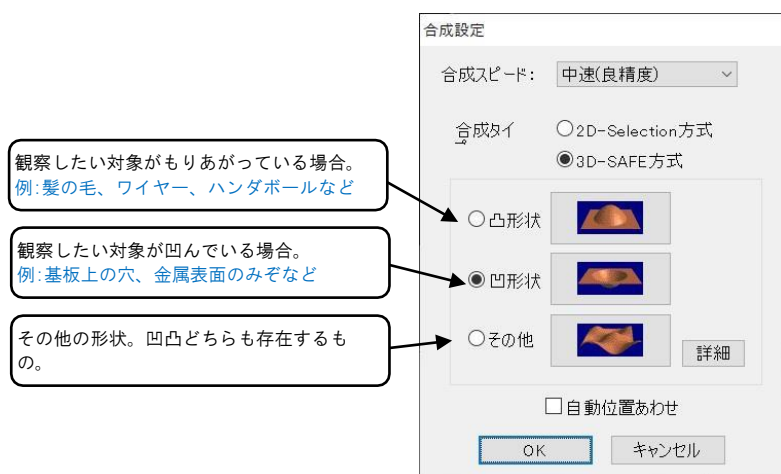 合成設定
合成スピード:
中速(良精度)
合成タイプ
2D-Selection方式
3D-SAFE方式
観察したい対象がもりあがっている場合。
例:髪の毛、ワイヤー、ハンダボールなど
凸形状
観察したい対象が凹んでいる場合。
例:基板上の穴、金属表面のみぞなど
凹形状
その他の形状。凹凸どちらも存在するも
の。
その他
詳細
自動位置あわせ
OK
キャンセル